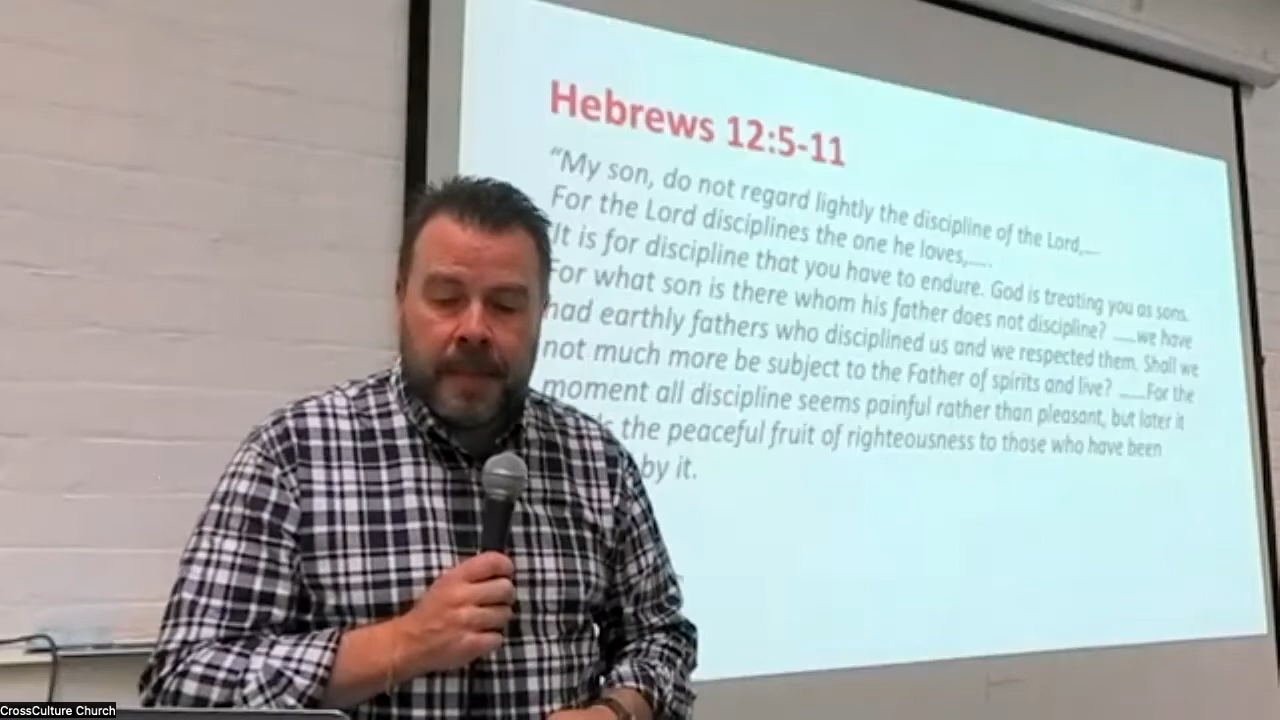 Hebrews 12:5-11
“My son, do not regard lightly the discipline of the Lord,....
For the Lord disciplines the one he loves,.....
It is for discipline that you have to endure. God is treating you as sons.
For what son is there whom his father does not discipline? .....we have
had earthly fathers who disciplined us and we respected them. Shall we
not much more be subject to the Father of spirits and live? ......For the
moment all discipline seems painful rather than pleasant, but later it
the peaceful fruit of righteousness to those who have been
by it.
CrossCulture Church